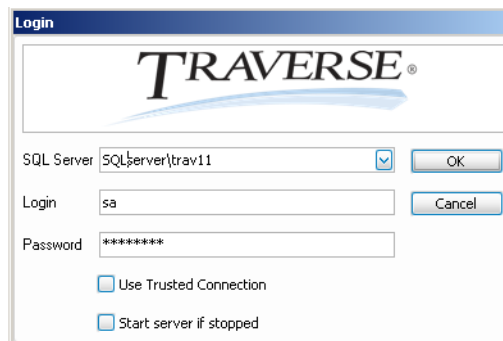 Login
TRAVERSE®
SQL Server SQLserver\trav11 OK
Login sa Cancel
Password ********
Use Trusted Connection
Start server if stopped